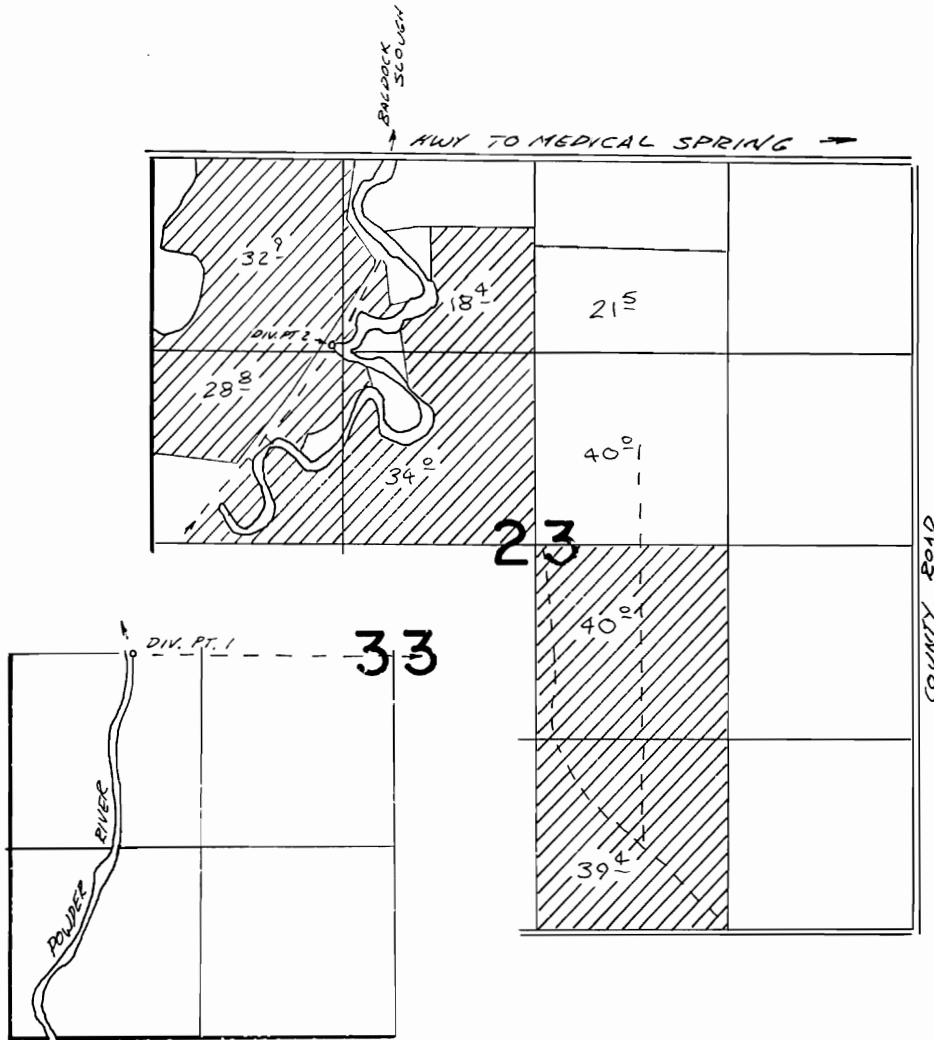 BALDOCK
SLOUGH
HWY TO MEDICAL SPRING
32.9
18.4
21.5
DIV. PT 2
28.8
40.0
34.0
23
COUNTY ROAD
40.0
DIV. PT. 1
33
RIVER
39.4
POWDER